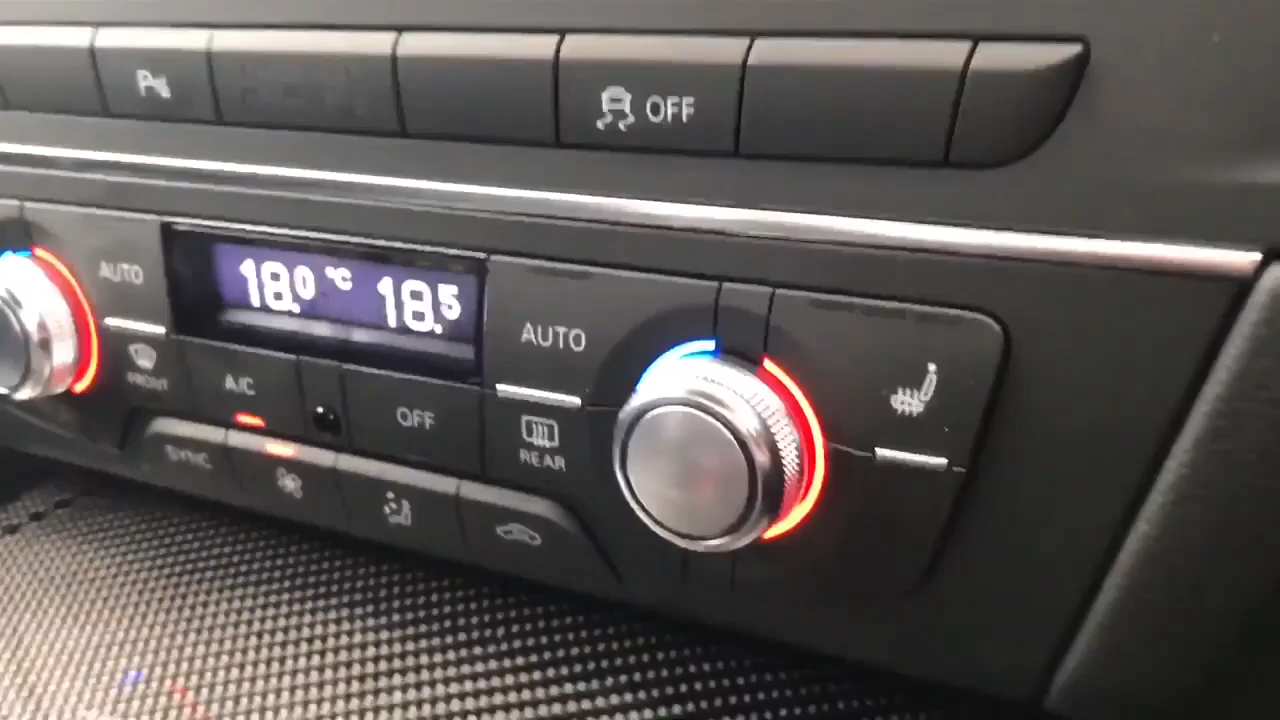 P
OFF
AUTO
18.0 °C 18.5
AUTO
FRONT
A/C
OFF
REAR
SYNC